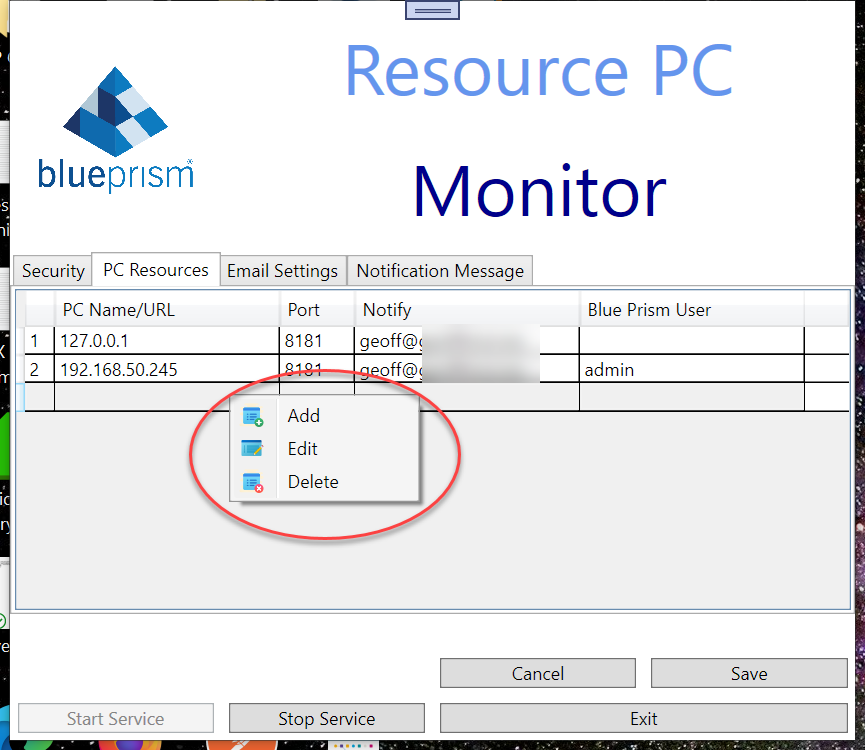 Resource PC
blueprism
Monitor
Security PC Resources Email Settings Notification Message
PC Name/URL Port Notify Blue Prism User
1 127.0.0.1 8181 geoff@
2 192.168.50.245 8181 geoff@ admin
Add
Edit
Delete
Cancel Save
Start Service Stop Service Exit